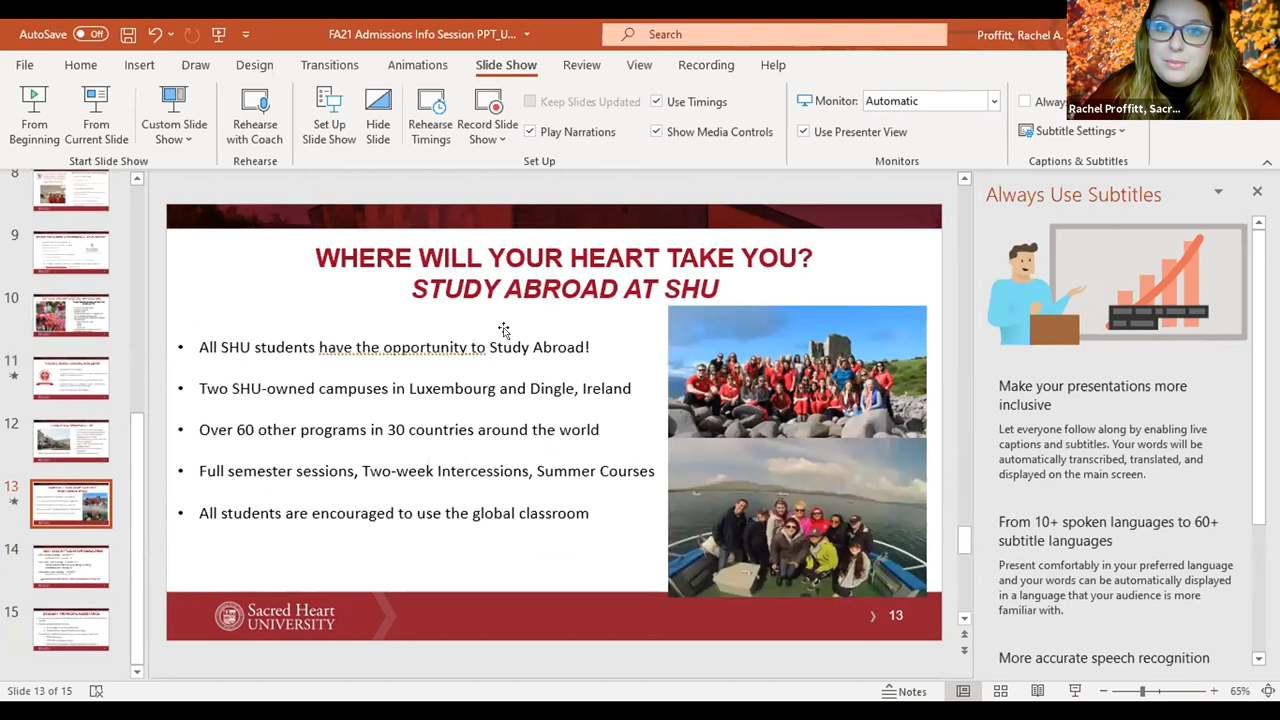 AutoSave Off
FA21 Admissions Info Session PPT_U...
Search
Proffitt, Rachel A.
Rachel Proffitt, Sacr...
File Home Insert Draw Design Transitions Animations Slide Show Review View Recording Help
From Beginning
From Current Slide
Custom Slide Show
Rehearse with Coach
Set Up Slide Show
Hide Slide
Rehearse Timings
Record Slide Show
Keep Slides Updated
Play Narrations
Use Timings
Show Media Controls
Monitor: Automatic
Use Presenter View
Alway
Subtitle Settings
Start Slide Show
Rehearse
Set Up
Monitors
Captions & Subtitles
8
9
10
11
12
13
14
15
WHERE WILL YOUR HEART TAKE YOU?
STUDY ABROAD AT SHU
• All SHU students have the opportunity to Study Abroad!
• Two SHU-owned campuses in Luxembourg and Dingle, Ireland
• Over 60 other programs in 30 countries around the world
• Full semester sessions, Two-week Intercessions, Summer Courses
• All students are encouraged to use the global classroom
Sacred Heart
UNIVERSITY
13
Always Use Subtitles
Make your presentations more
inclusive
Let everyone follow along by enabling live
captions and subtitles. Your words will be
automatically transcribed, translated, and
displayed on the main screen.
From 10+ spoken languages to 60+
subtitle languages
Present comfortably in your preferred language
and your words can be automatically displayed
in a language that your audience is more
familiar with.
More accurate speech recognition
Slide 13 of 15
Notes
65%